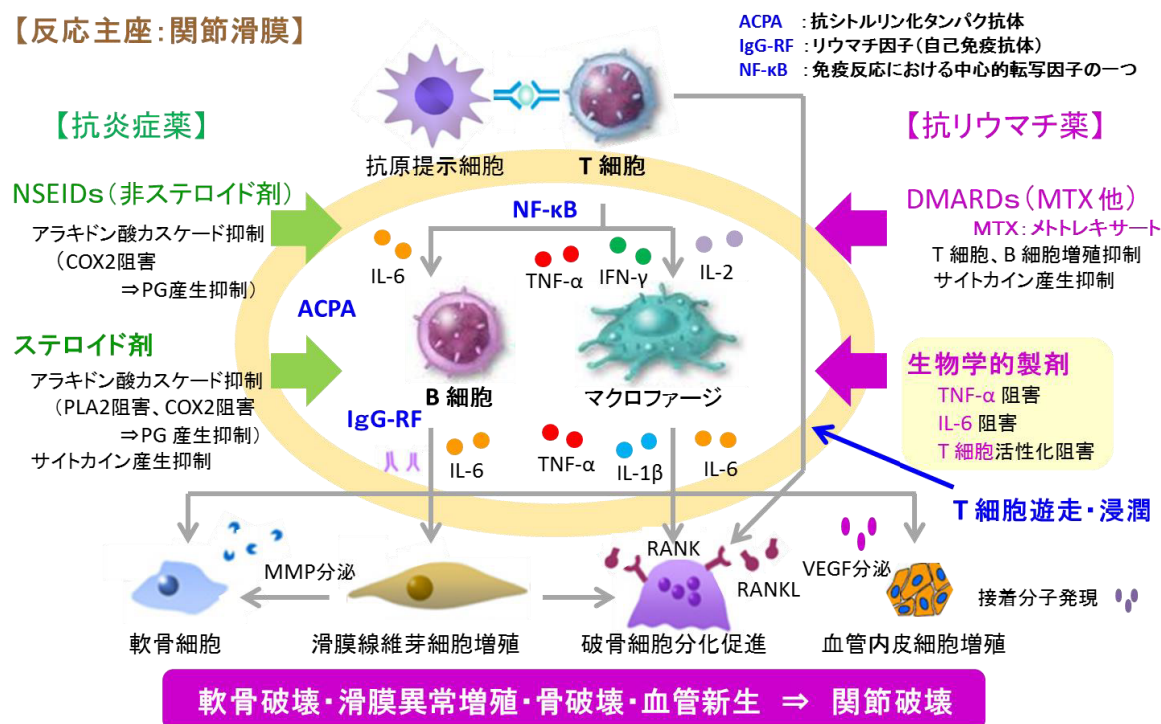 【反応主座：関節滑膜】
ACPA ：抗シトルリン化タンパク抗体
IgG-RF ：リウマチ因子（自己免疫抗体）
NF-κB ：免疫反応における中心的転写因子の一つ
【抗炎症薬】
【抗リウマチ薬】
抗原提示細胞
T 細胞
NSEIDs（非ステロイド剤）
アラキドン酸カスケード抑制
（COX2阻害
⇒PG産生抑制）
ステロイド剤
アラキドン酸カスケード抑制
（PLA2阻害、COX2阻害
⇒PG 産生抑制）
サイトカイン産生抑制
DMARDs（MTX 他）
MTX：メトトレキサート
T 細胞、B 細胞増殖抑制
サイトカイン産生抑制
生物学的製剤
TNF-α 阻害
IL-6 阻害
T 細胞活性化阻害
T 細胞遊走・浸潤
NF-κB
IL-6
TNF-α
IFN-γ
IL-2
ACPA
B 細胞
マクロファージ
IgG-RF
IL-6
TNF-α
IL-1β
IL-6
MMP分泌
RANK
RANKL
VEGF分泌
接着分子発現
軟骨細胞
滑膜線維芽細胞増殖
破骨細胞分化促進
血管内皮細胞増殖
軟骨破壊・滑膜異常増殖・骨破壊・血管新生 ⇒ 関節破壊